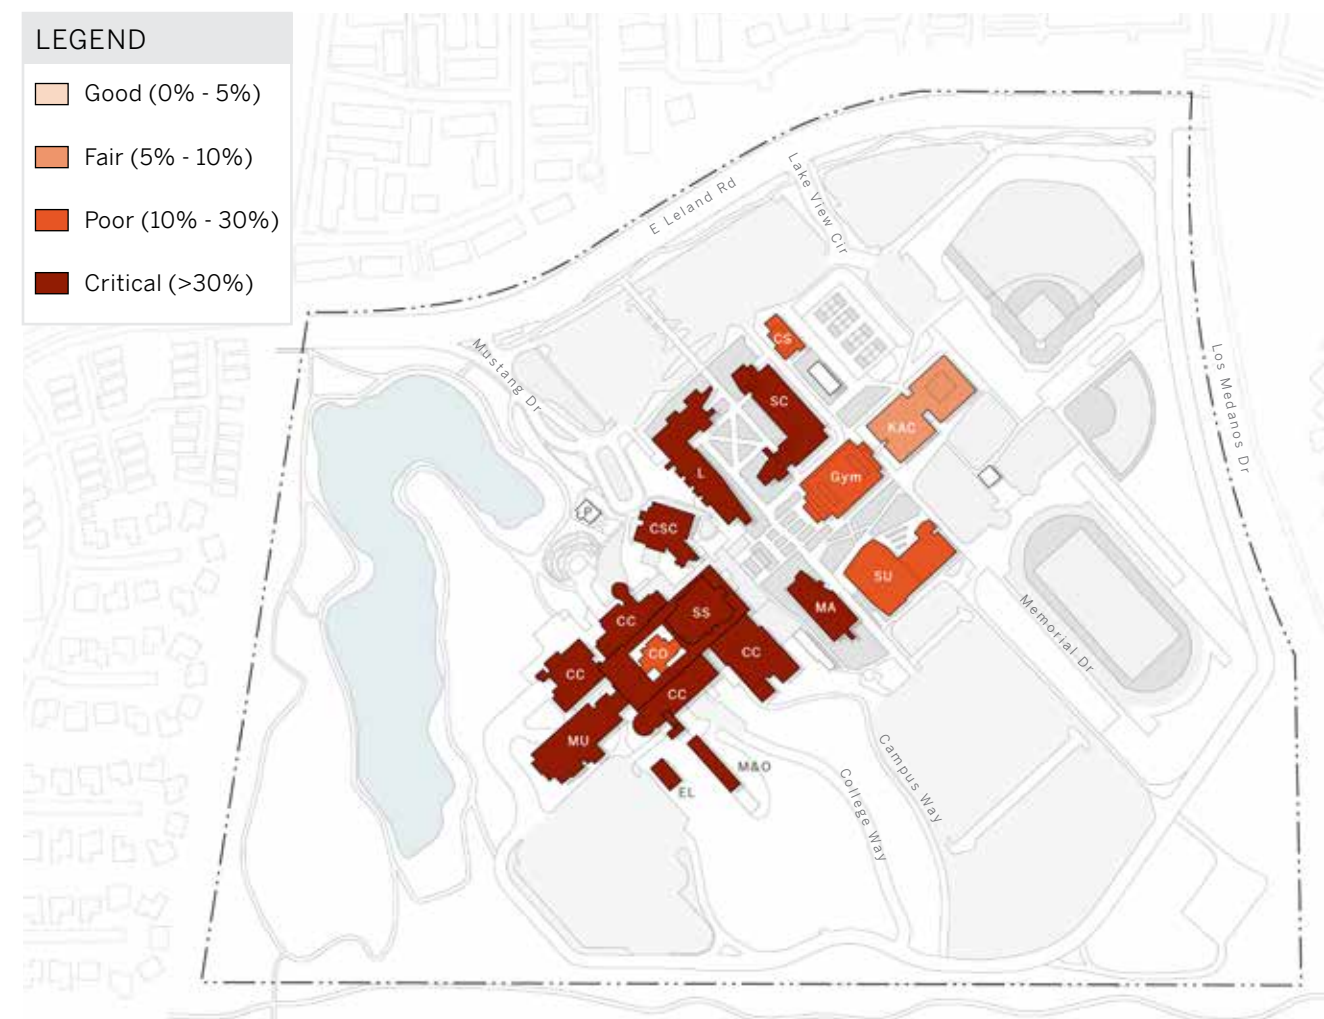 LEGEND
Good (0% - 5%)
Fair (5% - 10%)
Poor (10% - 30%)
Critical (>30%)
E Leland Rd
Lake View Cir
Mustang Dr
Los Medanos Dr
CS
SC
KAC
L
Gym
P
CSC
SU
SS
MA
CC
CO
CC
CC
CC
Memorial Dr
MU
M&O
EL
Campus Way
College Way